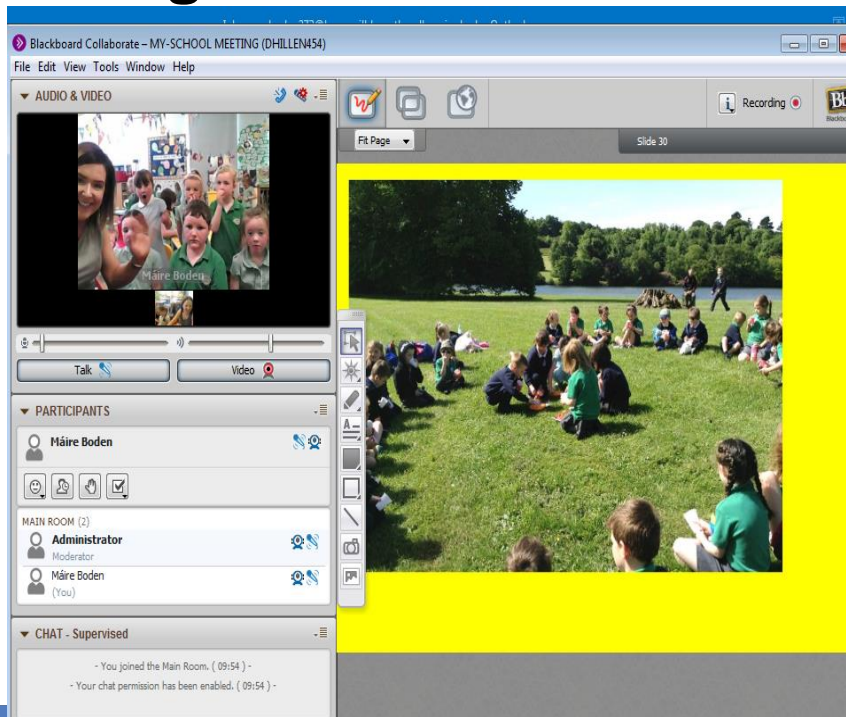 Blackboard Collaborate – MY-SCHOOL MEETING (DHILLEN454)
File Edit View Tools Window Help
AUDIO & VIDEO
Máire Boden
Talk
Video
PARTICIPANTS
Máire Boden
MAIN ROOM (2)
Administrator
Moderator
Máire Boden
(You)
CHAT - Supervised
- You joined the Main Room. ( 09:54 ) -
- Your chat permission has been enabled. ( 09:54 ) -
Recording
Fit Page
Slide 30